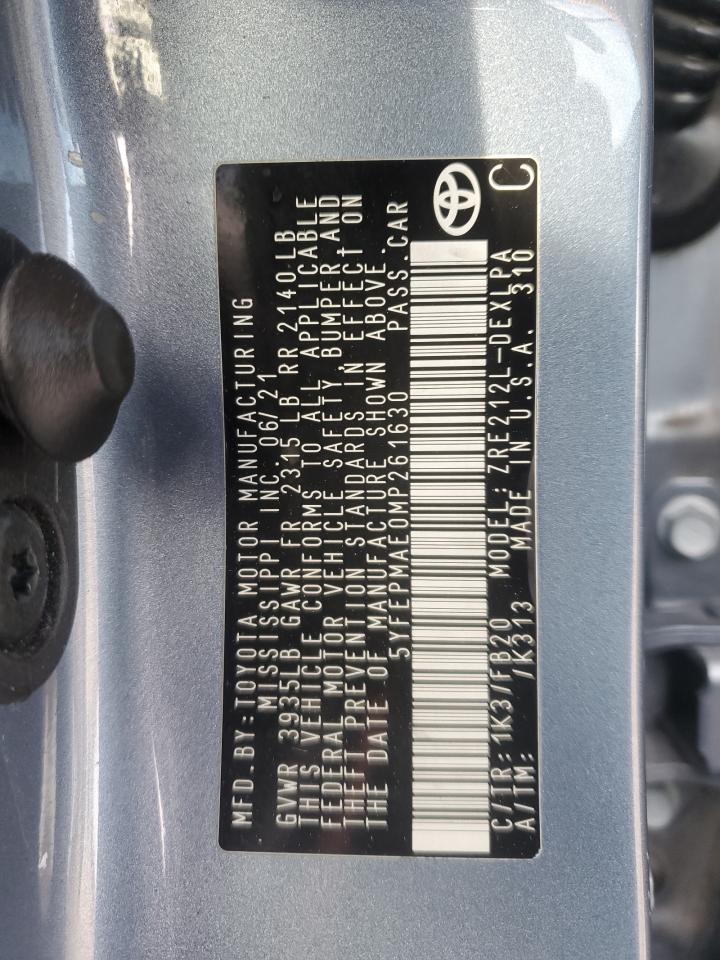 MFD. BY: TOYOTA MOTOR MANUFACTURING
MISSISSIPPI INC. 06/21
GVWR 3935LB GAWR FR 2315 LB RR 2140 LB
THIS VEHICLE CONFORMS TO ALL APPLICABLE
FEDERAL MOTOR VEHICLE SAFETY, BUMPER AND
THEFT PREVENTION STANDARDS IN EFFECT ON
THE DATE OF MANUFACTURE SHOWN ABOVE.
5YFEPMAE0MP261630 PASS.CAR
C/TR: 1K3/FB20 MODEL: ZRE212L-DEXLPA
A/TM: /K313 MADE IN U.S.A. 310
C